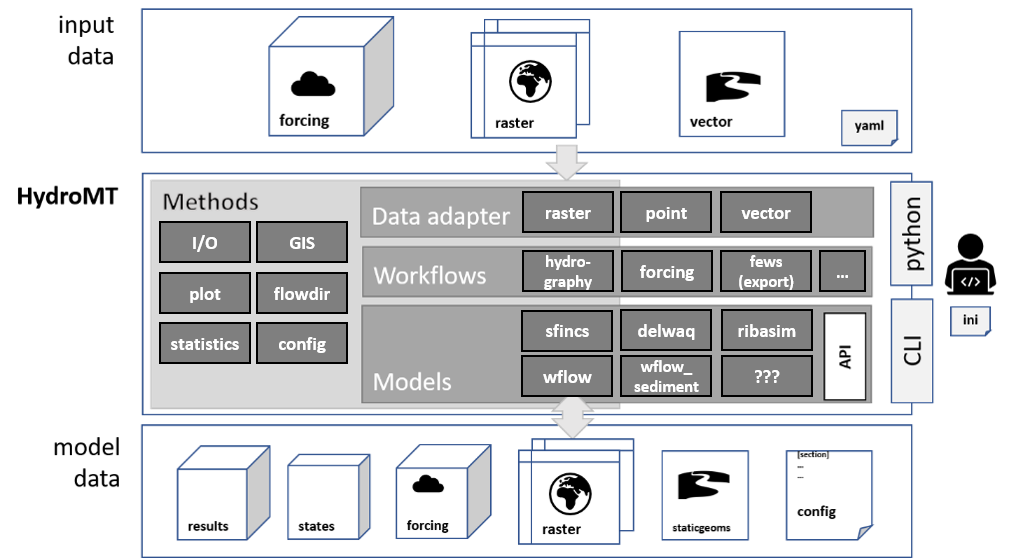 input
data
forcing
raster
vector
yaml
HydroMT
Methods
I/O
GIS
plot
flowdir
statistics
config
Data adapter
raster
point
vector
Workflows
hydro-
graphy
forcing
fews
(export)
...
Models
sfincs
delwaq
ribasim
wflow
wflow_
sediment
???
API
python
CLI
</>
ini
model
data
results
states
forcing
raster
staticgeoms
[section]
...
...
config